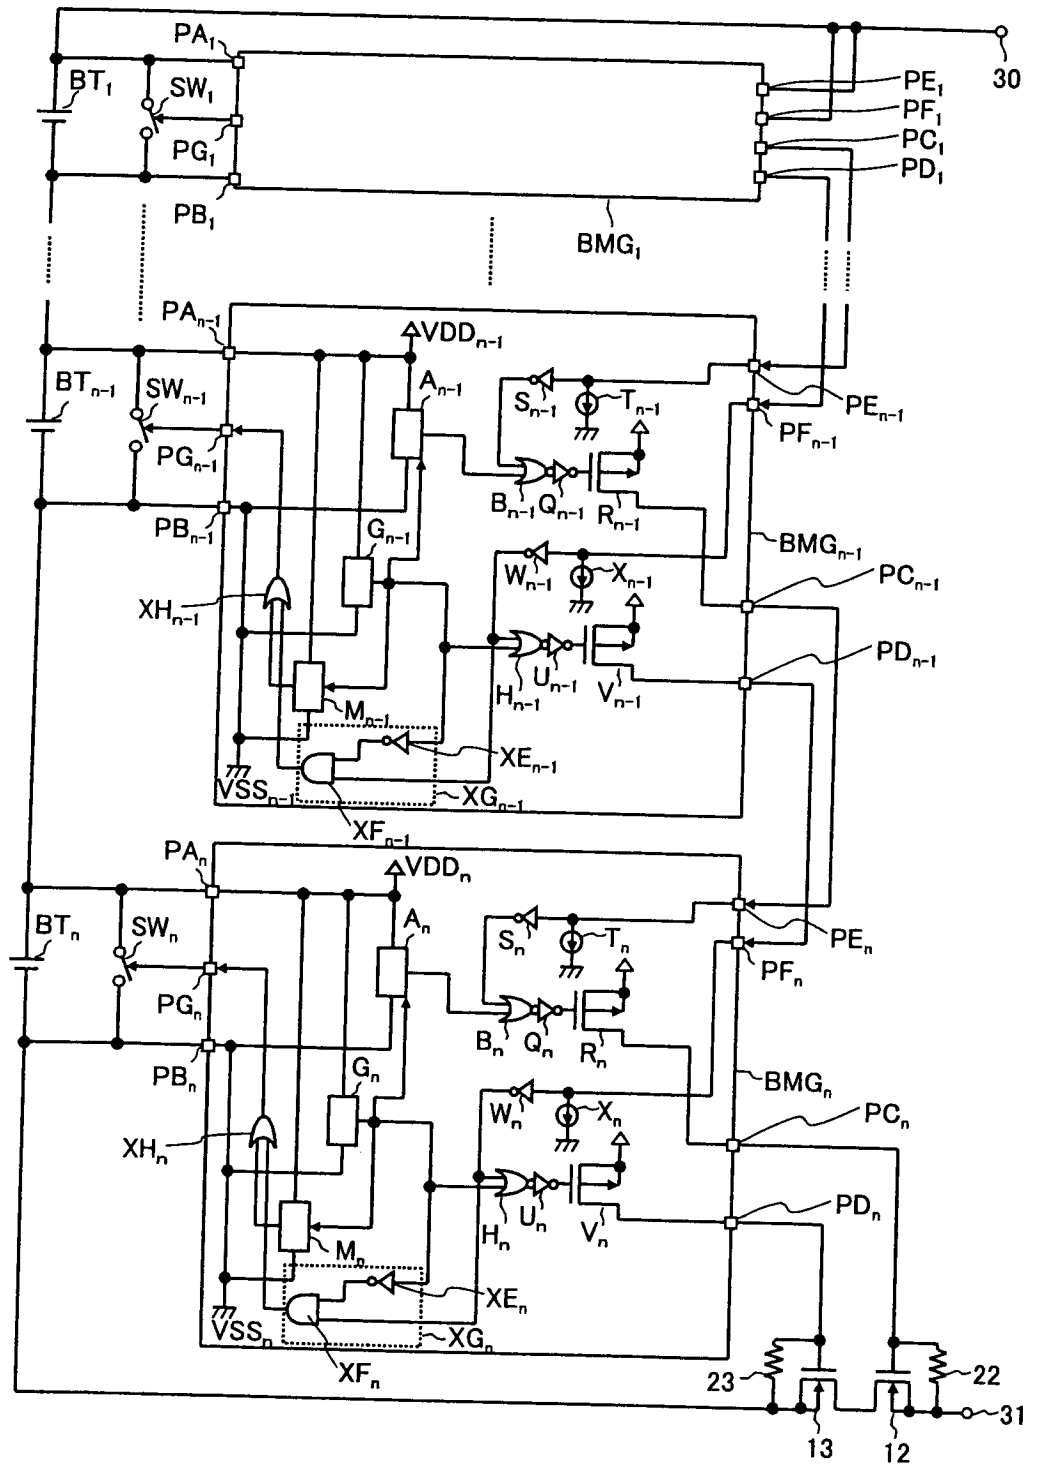 PA₁
30
BT₁
SW₁
PE₁
PF₁
PG₁
PC₁
PD₁
PB₁
BMG₁
PAₙ₋₁
VDDₙ₋₁
BTₙ₋₁
SWₙ₋₁
Aₙ₋₁
Sₙ₋₁
Tₙ₋₁
PEₙ₋₁
PFₙ₋₁
PGₙ₋₁
Bₙ₋₁
Qₙ₋₁
Rₙ₋₁
PBₙ₋₁
Gₙ₋₁
BMGₙ₋₁
Wₙ₋₁
Xₙ₋₁
PCₙ₋₁
XHₙ₋₁
PDₙ₋₁
Uₙ₋₁
Hₙ₋₁
Vₙ₋₁
Mₙ₋₁
XEₙ₋₁
VSSₙ₋₁
XGₙ₋₁
XFₙ₋₁
PAₙ
VDDₙ
BTₙ
SWₙ
Aₙ
Sₙ
Tₙ
PEₙ
PFₙ
PGₙ
Bₙ
Qₙ
Rₙ
PBₙ
Gₙ
BMGₙ
Wₙ
Xₙ
PCₙ
XHₙ
PDₙ
Uₙ
Hₙ
Vₙ
Mₙ
XEₙ
VSSₙ
XGₙ
XFₙ
23
22
31
13
12